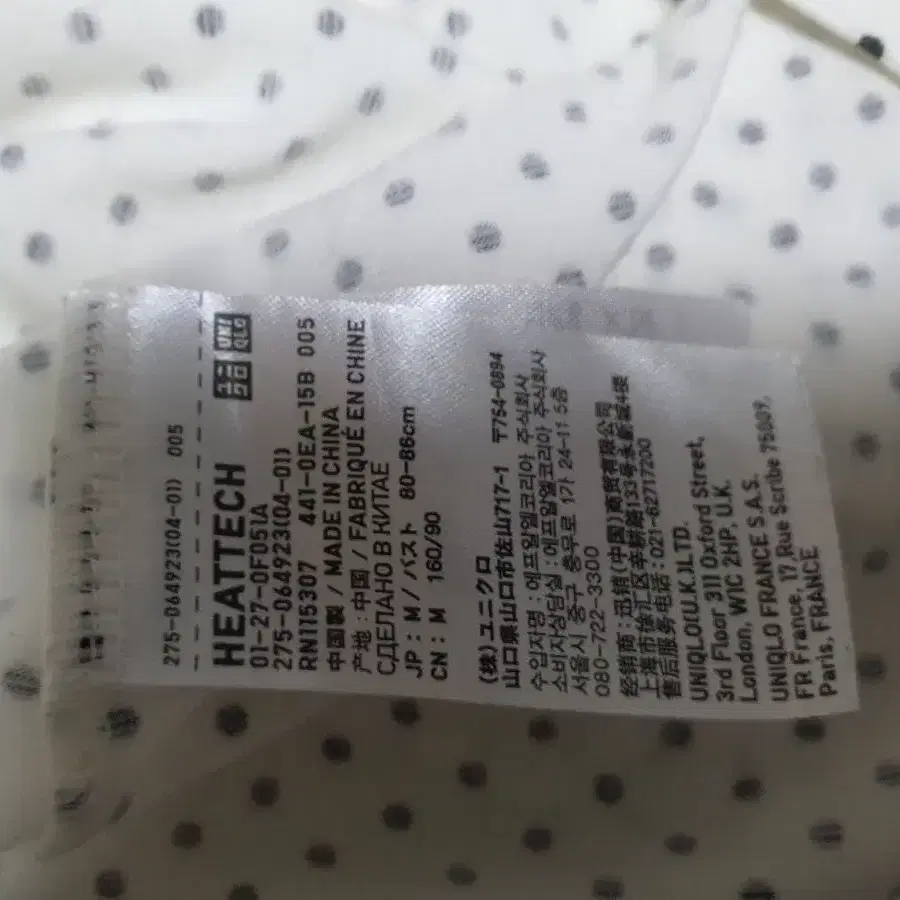 275-064923(04-01) 005
HEATTECH ユニクロ UNIQLO
01-27-0F051A
275-064923(04-01)
RN115307 441-0EA-15B 005
中国製 / MADE IN CHINA
产地 : 中国 / FABRIQUÉ EN CHINE
СДЕЛАНО В КИТАЕ
JP : M / バスト 80-86cm
CN : M 160/90
(株)ユニクロ
山口県山口市佐山717-1 〒754-0894
수입자명 : 에프알엘코리아 주식회사
소비자상담실 : 에프알엘코리아 주식회사
서울시 중구 충무로 1가 24-11 5층
080-722-3300
经销商 : 迅销(中国)商贸有限公司
上海市徐汇区辛耕路133号永新城4楼
售后服务电话 : 021-62717200
UNIQLO(U.K.)LTD.
3rd Floor 311 Oxford Street,
London, W1C 2HP, U.K.
UNIQLO FRANCE S.A.S.
FR France, 17,Rue Scribe 75007,
Paris, FRANCE